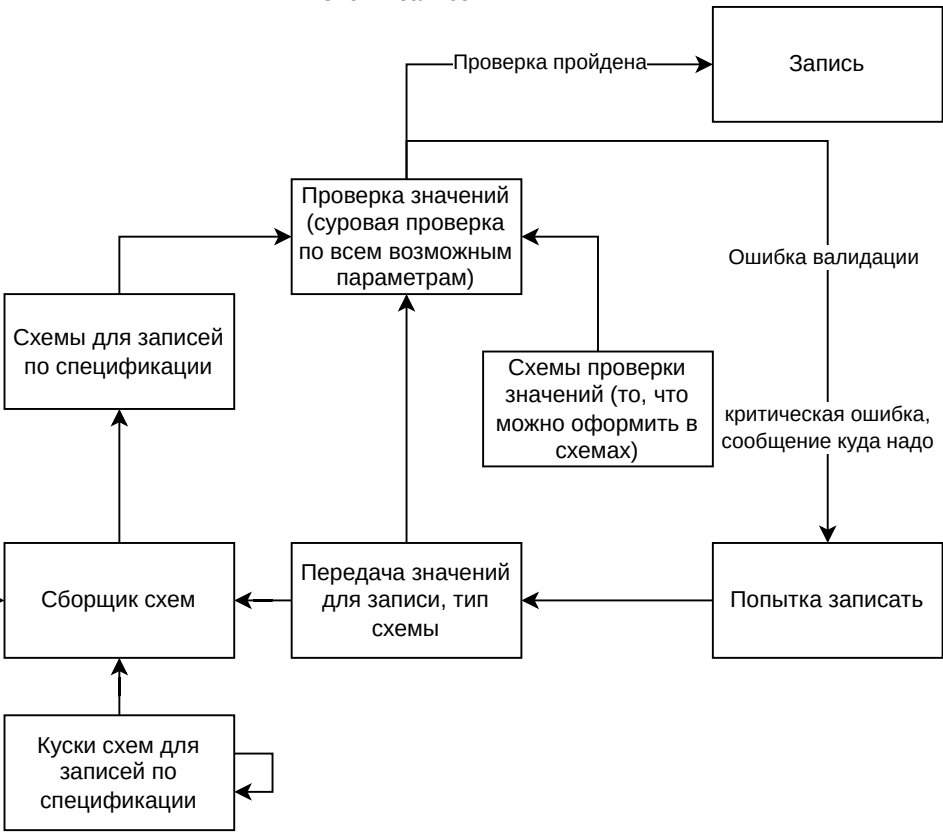 Проверка пройдена
Запись
Проверка значений
(суровая проверка
по всем возможным
параметрам)
Ошибка валидации
Схемы для записей
по спецификации
Схемы проверки
значений (то, что
можно оформить в
схемах)
критическая ошибка,
сообщение куда надо
Сборщик схем
Передача значений
для записи, тип
схемы
Попытка записать
Куски схем для
записей по
спецификации